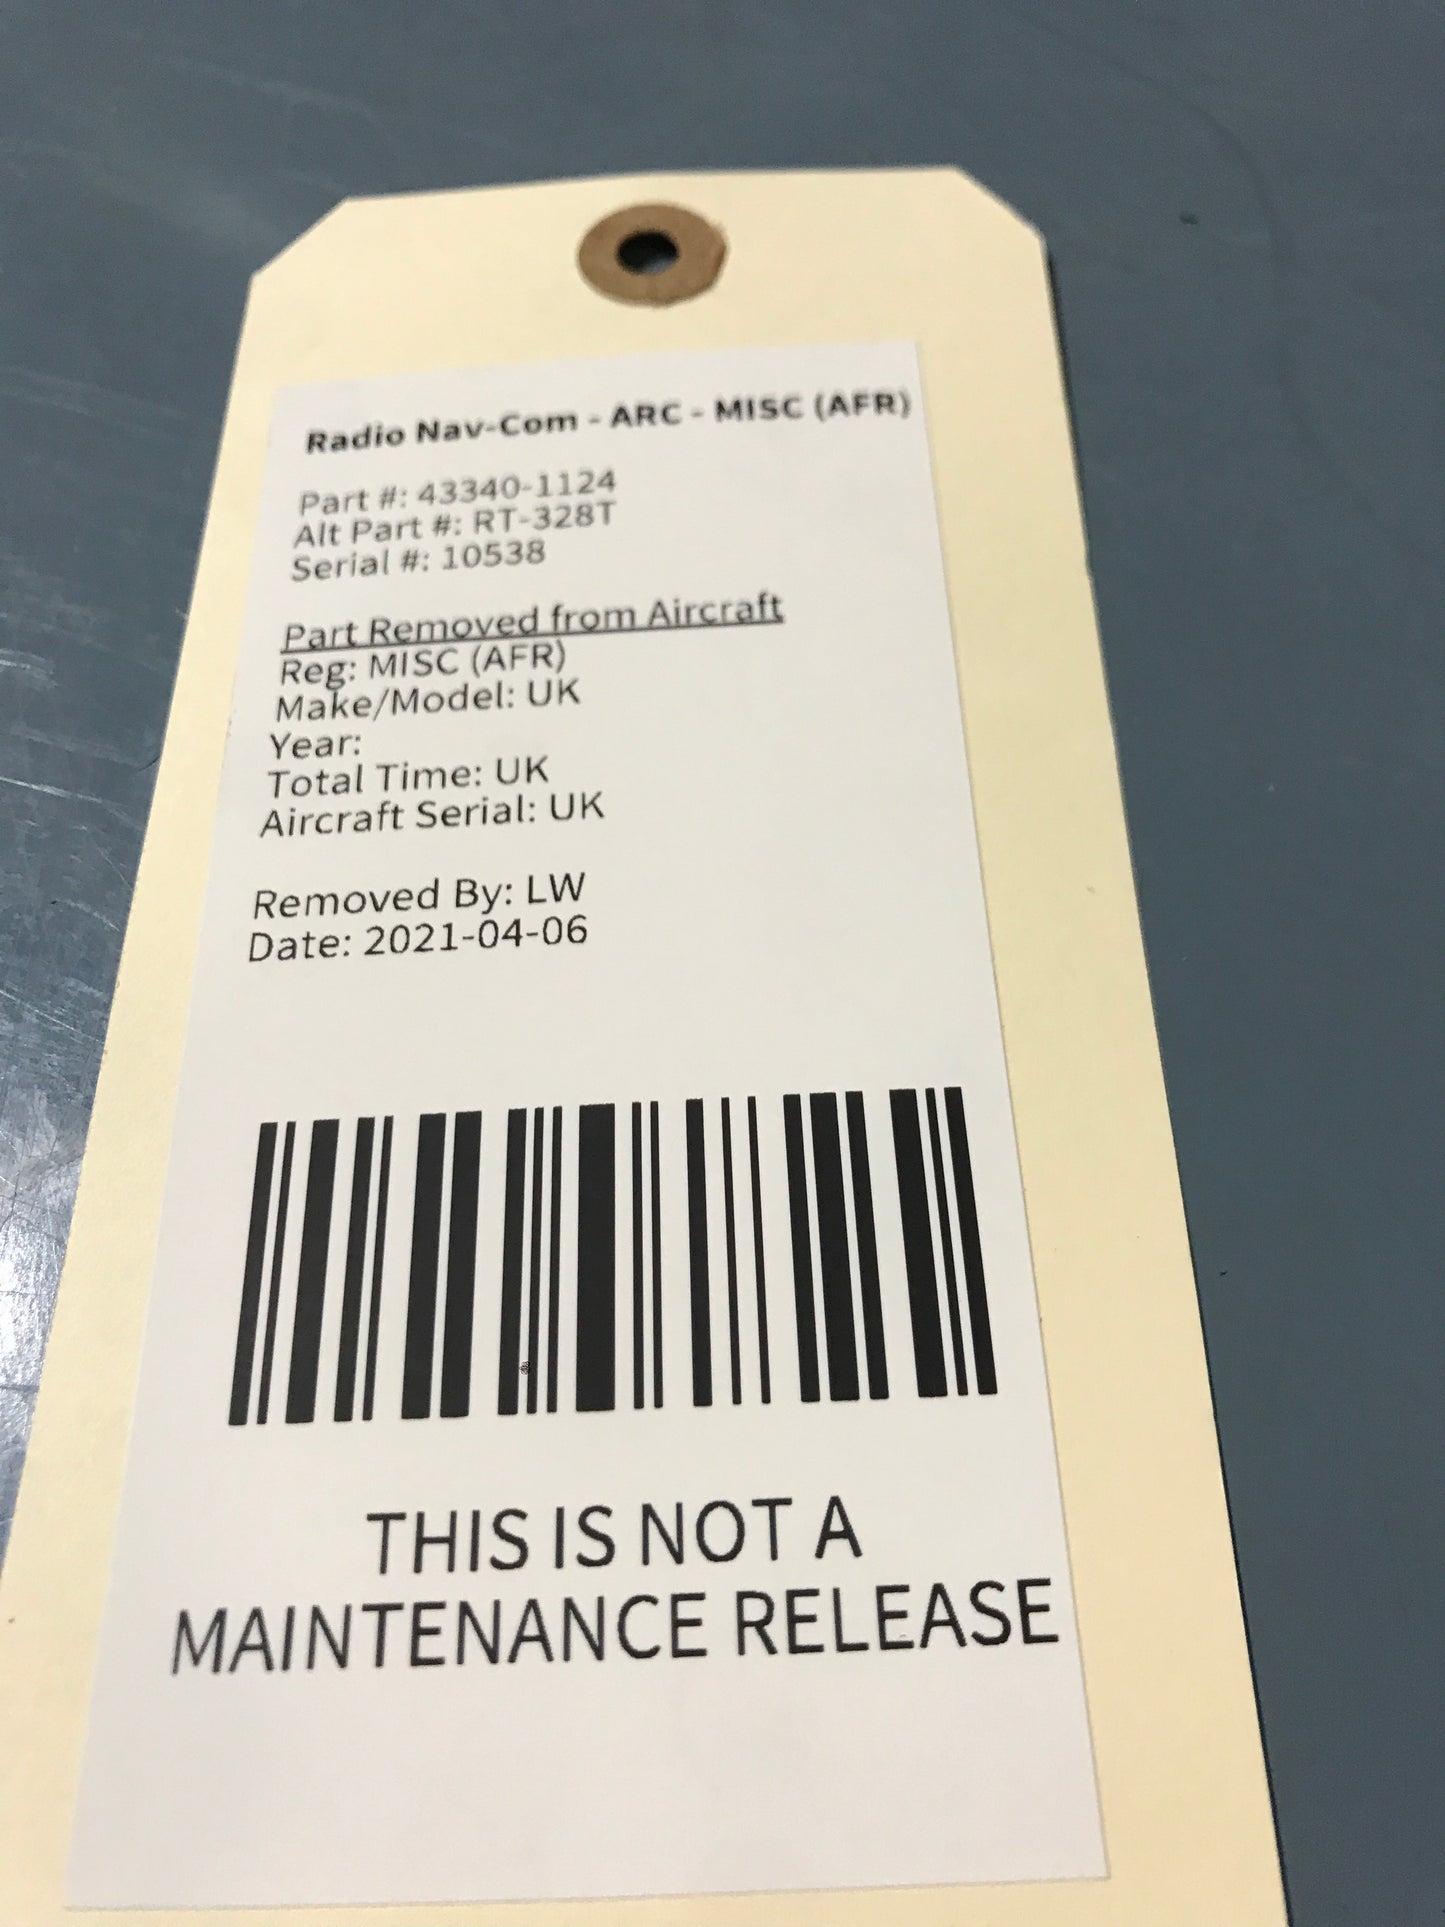 Radio Nav-Com - ARC - MISC (AFR)
Part #: 43340-1124
Alt Part #: RT-328T
Serial #: 10538
Part Removed from Aircraft
Reg: MISC (AFR)
Make/Model: UK
Year:
Total Time: UK
Aircraft Serial: UK
Removed By: LW
Date: 2021-04-06
THIS IS NOT A
MAINTENANCE RELEASE